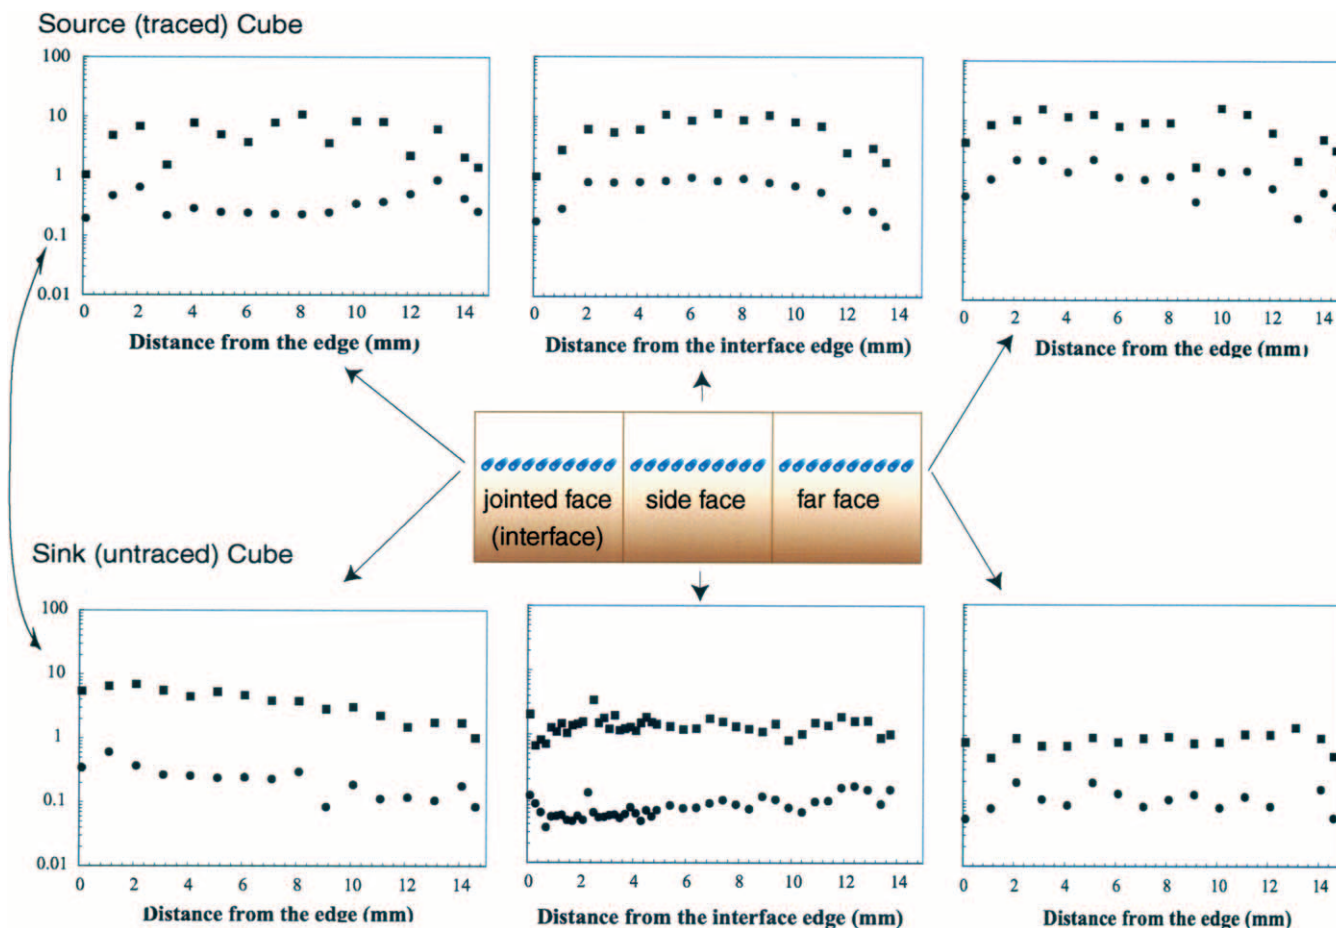 Source (traced) Cube
100
10
1
0.1
0.01
0 2 4 6 8 10 12 14
Distance from the edge (mm)
0 2 4 6 8 10 12 14
Distance from the interface edge (mm)
0 2 4 6 8 10 12 14
Distance from the edge (mm)
jointed face
(interface)
side face
far face
Sink (untraced) Cube
100
10
1
0.1
0.01
0 2 4 6 8 10 12 14
Distance from the edge (mm)
0 2 4 6 8 10 12 14
Distance from the interface edge (mm)
0 2 4 6 8 10 12 14
Distance from the edge (mm)